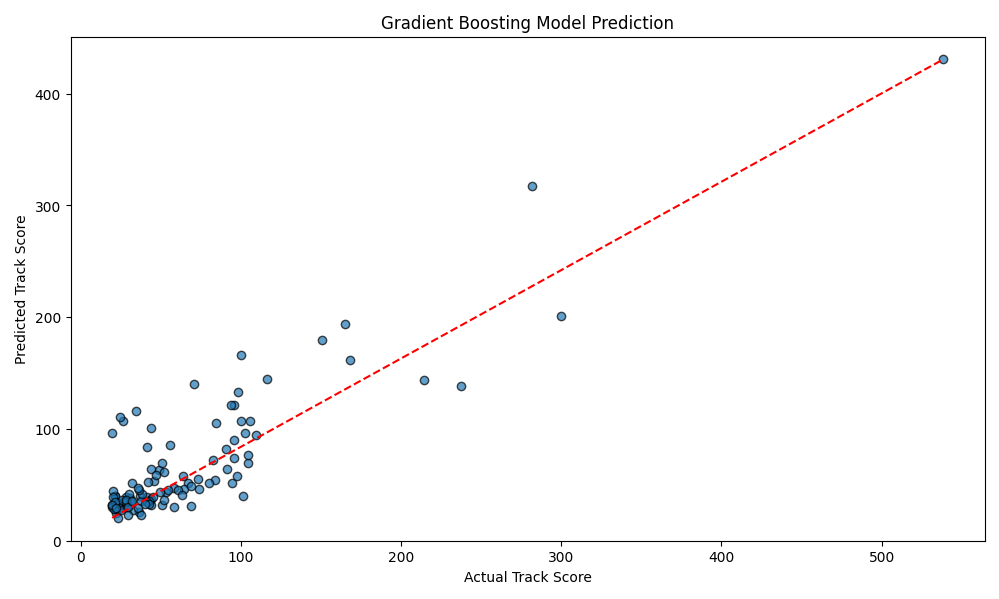 Gradient Boosting Model Prediction
Predicted Track Score
400
300
200
100
0
0 100 200 300 400 500
Actual Track Score